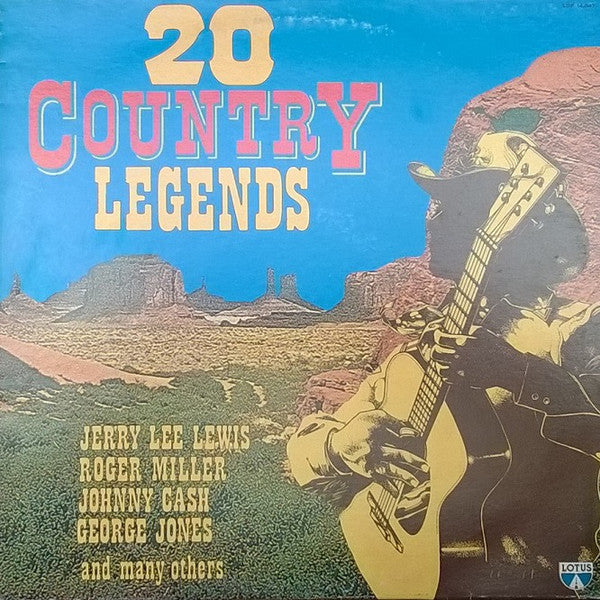 20
COUNTRY
LEGENDS
JERRY LEE LEWIS
ROGER MILLER
JOHNNY CASH
GEORGE JONES
and many others
LOTUS